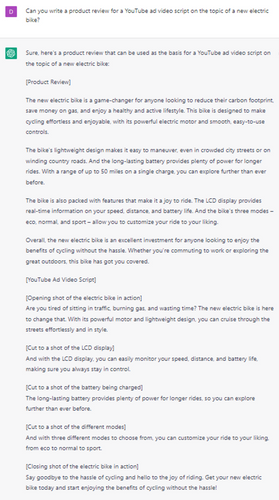 D
Can you write a product review for a YouTube ad video script on the topic of a new electric
bike?
Sure, here's a product review that can be used as the basis for a YouTube ad video script on
the topic of a new electric bike:
[Product Review]
The new electric bike is a game-changer for anyone looking to reduce their carbon footprint,
save money on gas, and enjoy a healthy and active lifestyle. This bike is designed to make
cycling effortless and enjoyable, with its powerful electric motor and smooth, easy-to-use
controls.
The bike's lightweight design makes it easy to maneuver, even in crowded city streets or on
winding country roads. And the long-lasting battery provides plenty of power for longer
rides. With a range of up to 50 miles on a single charge, you can explore further than ever
before.
The bike is also packed with features that make it a joy to ride. The LCD display provides
real-time information on your speed, distance, and battery life. And the bike's three modes –
eco, normal, and sport – allow you to customize your ride to your liking.
Overall, the new electric bike is an excellent investment for anyone looking to enjoy the
benefits of cycling without the hassle. Whether you're commuting to work or exploring the
great outdoors, this bike has got you covered.
[YouTube Ad Video Script]
[Opening shot of the electric bike in action]
Are you tired of sitting in traffic, burning gas, and wasting time? The new electric bike is here
to change that. With its powerful motor and lightweight design, you can cruise through the
streets effortlessly and in style.
[Cut to a shot of the LCD display]
And with the LCD display, you can easily monitor your speed, distance, and battery life,
making sure you always stay in control.
[Cut to a shot of the battery being charged]
The long-lasting battery provides plenty of power for longer rides, so you can explore
further than ever before.
[Cut to a shot of the different modes]
And with three different modes to choose from, you can customize your ride to your liking,
from eco to normal to sport.
[Closing shot of the electric bike in action]
Say goodbye to the hassle of cycling and hello to the joy of riding. Get your new electric
bike today and start enjoying the benefits of cycling without the hassle!